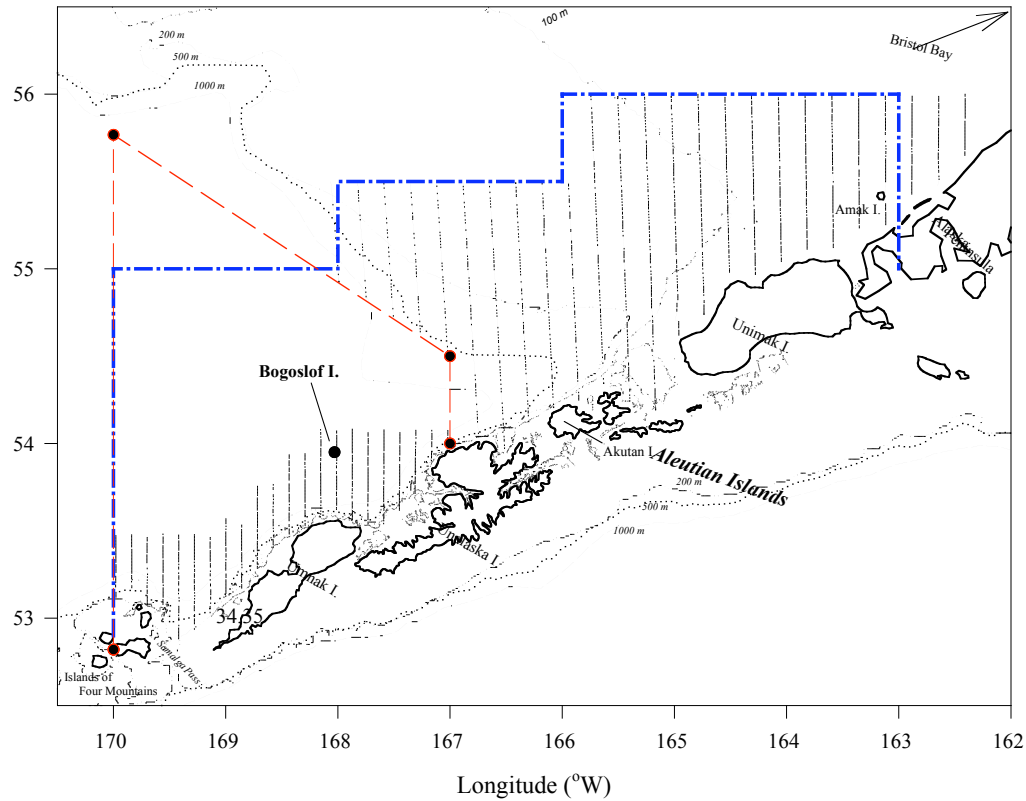 100 m
200 m
500 m
1000 m
Bristol Bay
56
Amak I.
Alaska
Peninsula
55
Unimak I.
Bogoslof I.
54
Akutan I.
Aleutian Islands
200 m
500 m
1000 m
Unalaska I.
Umnak I.
34 35
53
Samalga Pass
Islands of
Four Mountains
170 169 168 167 166 165 164 163 162
Longitude (°W)